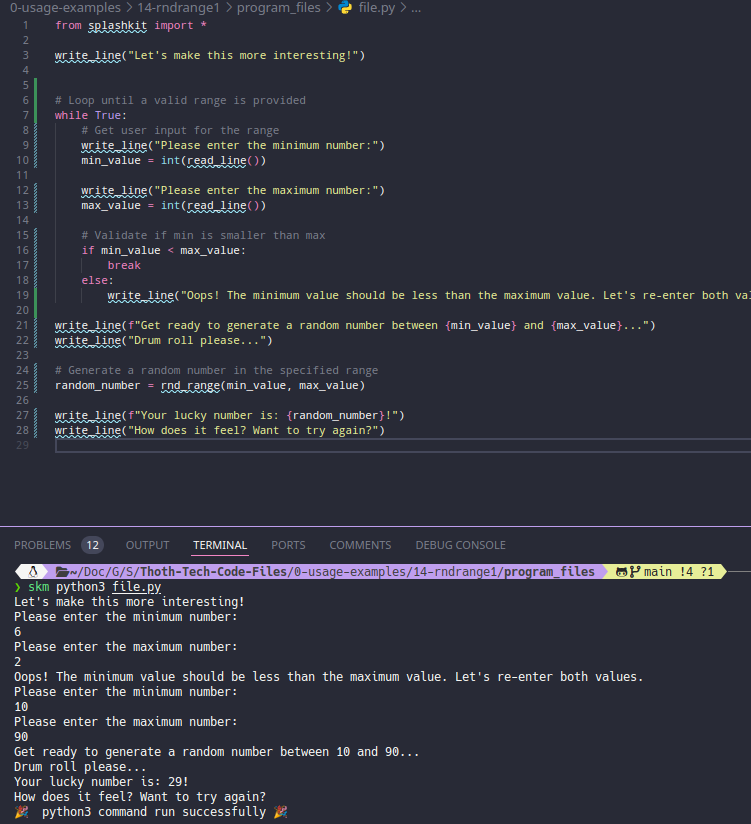 0-usage-examples > 14-rndrange1 > program_files > file.py > ...
1 from splashkit import *
2
3 write_line("Let's make this more interesting!")
4
5
6 # Loop until a valid range is provided
7 while True:
8     # Get user input for the range
9     write_line("Please enter the minimum number:")
10     min_value = int(read_line())
11
12     write_line("Please enter the maximum number:")
13     max_value = int(read_line())
14
15     # Validate if min is smaller than max
16     if min_value < max_value:
17         break
18     else:
19         write_line("Oops! The minimum value should be less than the maximum value. Let's re-enter both va
20
21 write_line(f"Get ready to generate a random number between {min_value} and {max_value}...")
22 write_line("Drum roll please...")
23
24 # Generate a random number in the specified range
25 random_number = rnd_range(min_value, max_value)
26
27 write_line(f"Your lucky number is: {random_number}!")
28 write_line("How does it feel? Want to try again?")
29
PROBLEMS 12 OUTPUT TERMINAL PORTS COMMENTS DEBUG CONSOLE
~/Doc/G/S/Thoth-Tech-Code-Files/0-usage-examples/14-rndrange1/program_files main !4 ?1
❯ skm python3 file.py
Let's make this more interesting!
Please enter the minimum number:
6
Please enter the maximum number:
2
Oops! The minimum value should be less than the maximum value. Let's re-enter both values.
Please enter the minimum number:
10
Please enter the maximum number:
90
Get ready to generate a random number between 10 and 90...
Drum roll please...
Your lucky number is: 29!
How does it feel? Want to try again?
🎉 python3 command run successfully 🎉